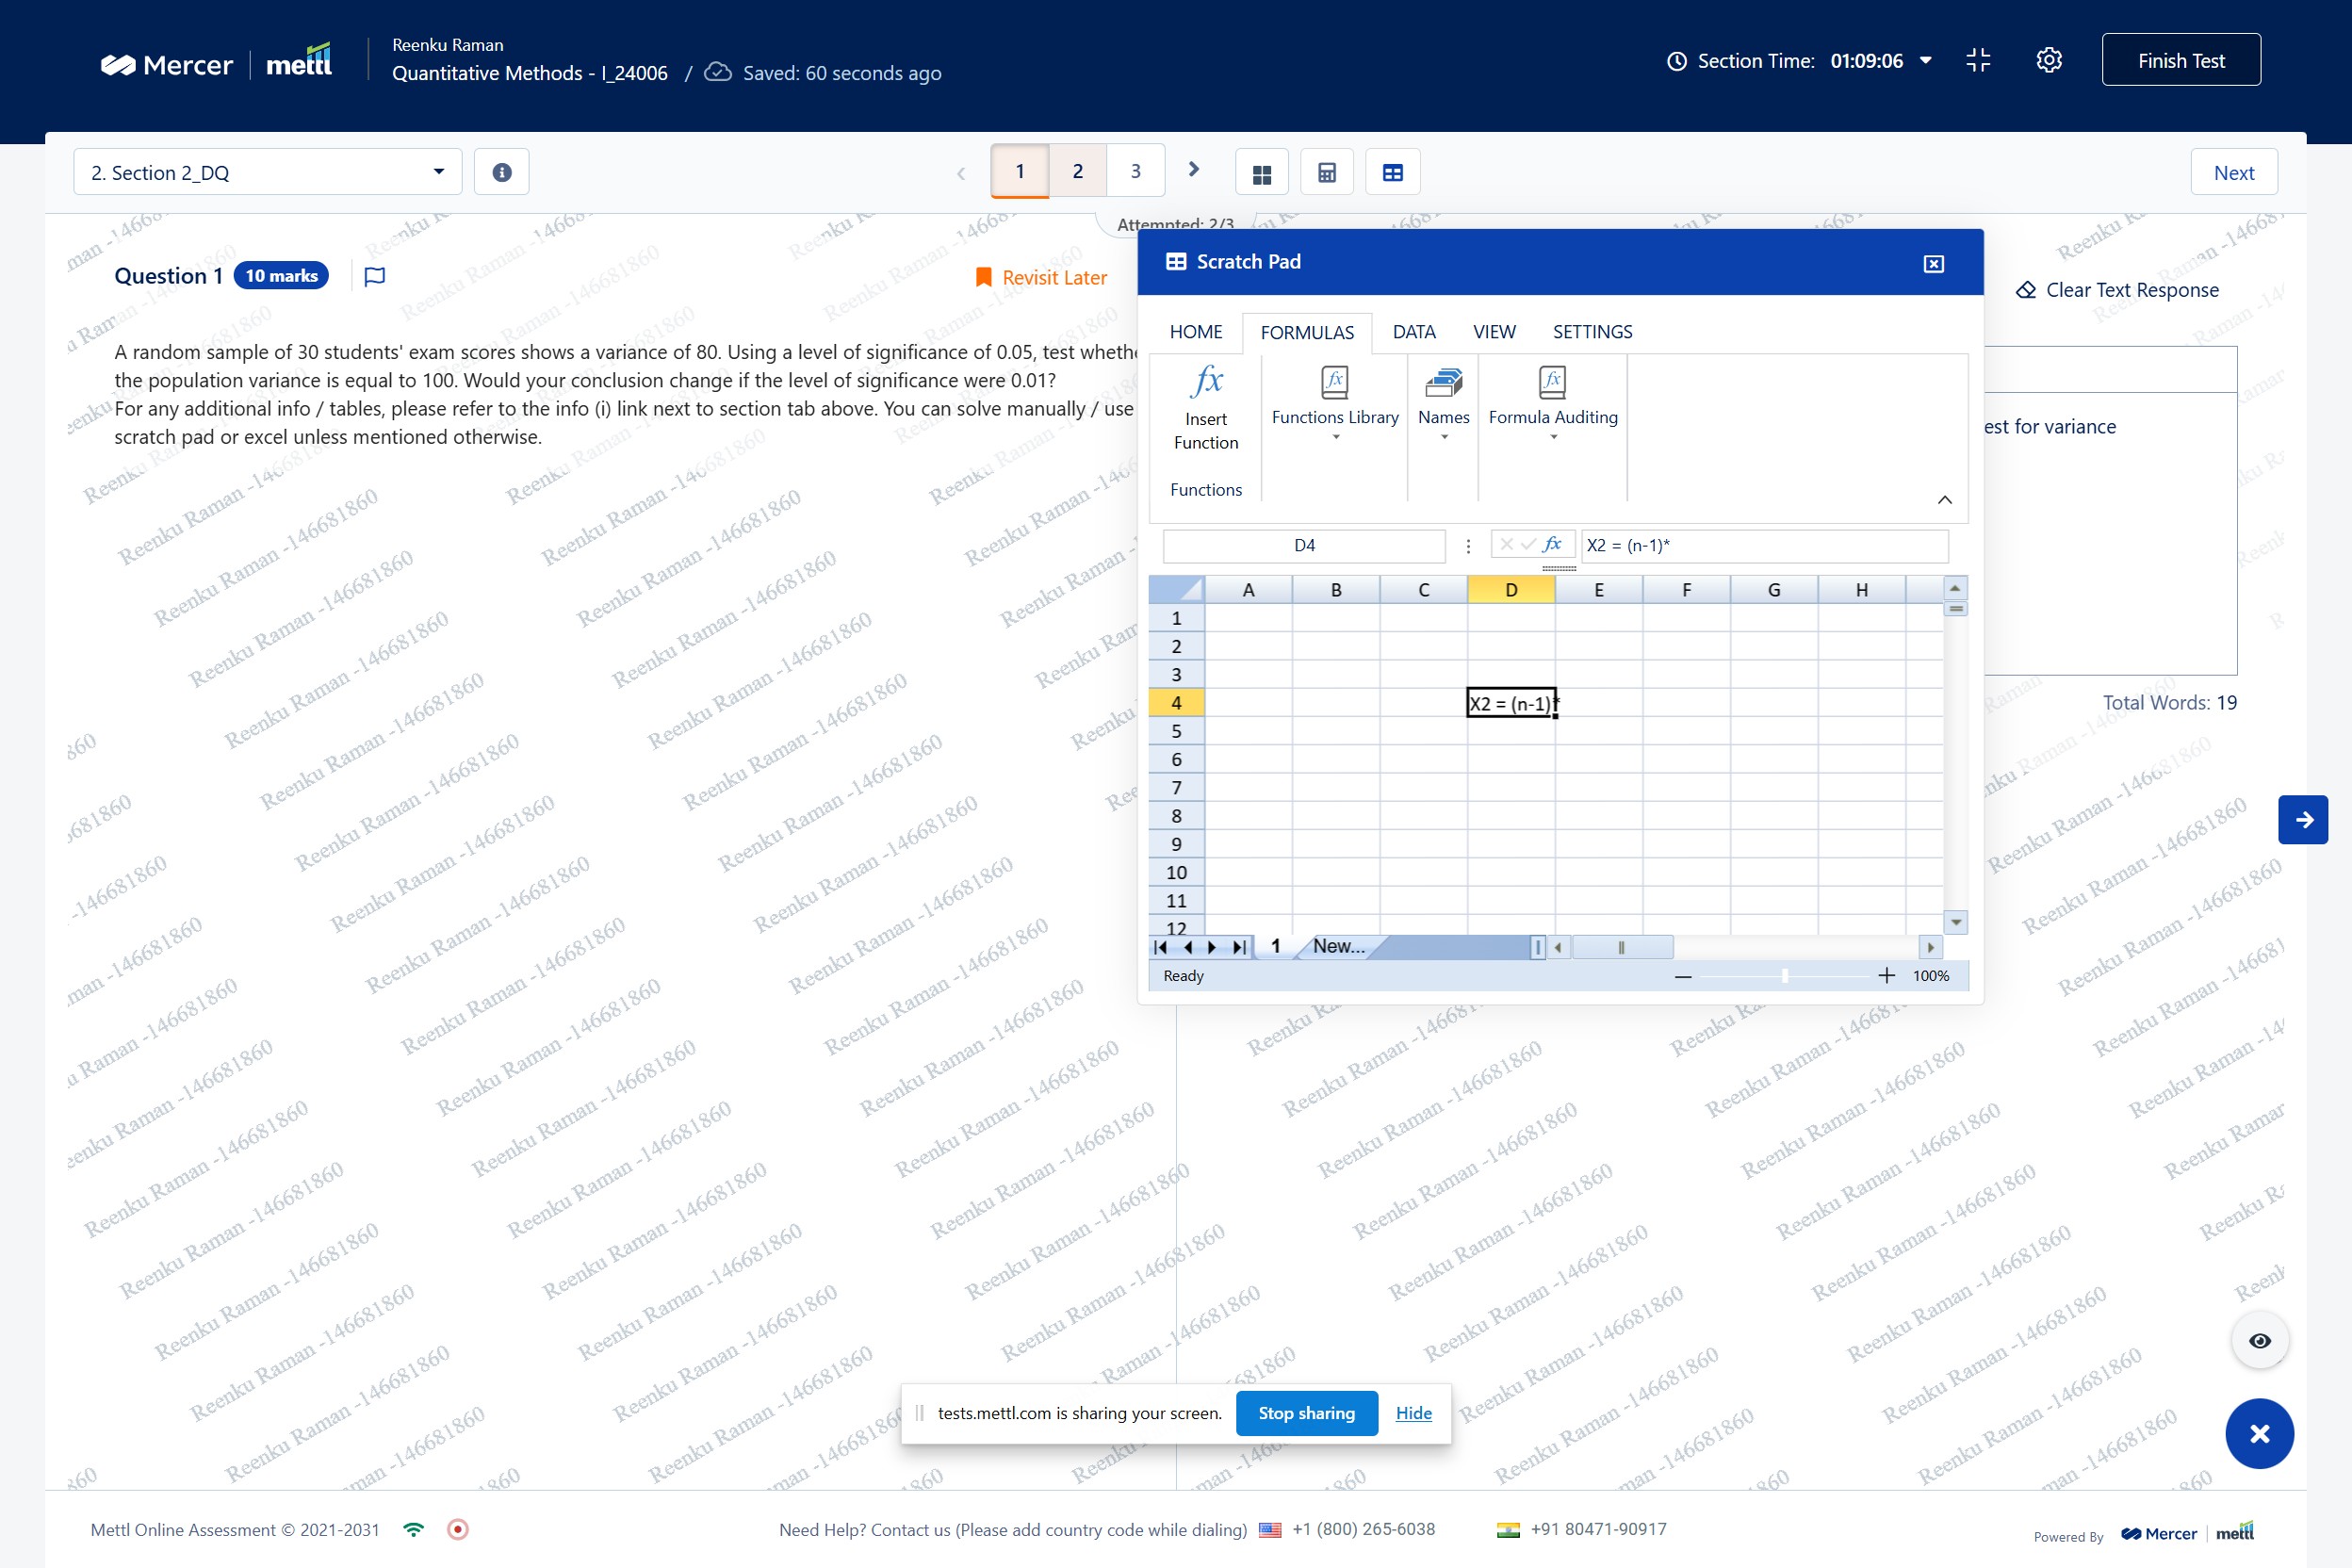 Mercer | mettl
Reenku Raman
Quantitative Methods - I_24006 / Saved: 60 seconds ago
Section Time: 01:09:06
Finish Test
2. Section 2_DQ
1 2 3
Next
Attempted: 2/3
Question 1 10 marks
Revisit Later
A random sample of 30 students' exam scores shows a variance of 80. Using a level of significance of 0.05, test
the population variance is equal to 100. Would your conclusion change if the level of significance were 0.01?
For any additional info / tables, please refer to the info (i) link next to section tab above. You can solve manually / use
scratch pad or excel unless mentioned otherwise.
Scratch Pad
HOME FORMULAS DATA VIEW SETTINGS
Insert Function
Functions Library
Names
Formula Auditing
Functions
D4
fx
X2 = (n-1)*
A B C D E F G H
1
2
3
4 X2 = (n-1)*
5
6
7
8
9
10
11
12
1 New...
Ready
100%
Clear Text Response
est for variance
Total Words: 19
Reenku Raman -146681860
tests.mettl.com is sharing your screen. Stop sharing Hide
Mettl Online Assessment © 2021-2031
Need Help? Contact us (Please add country code while dialing) +1 (800) 265-6038 +91 80471-90917
Powered By Mercer | mettl